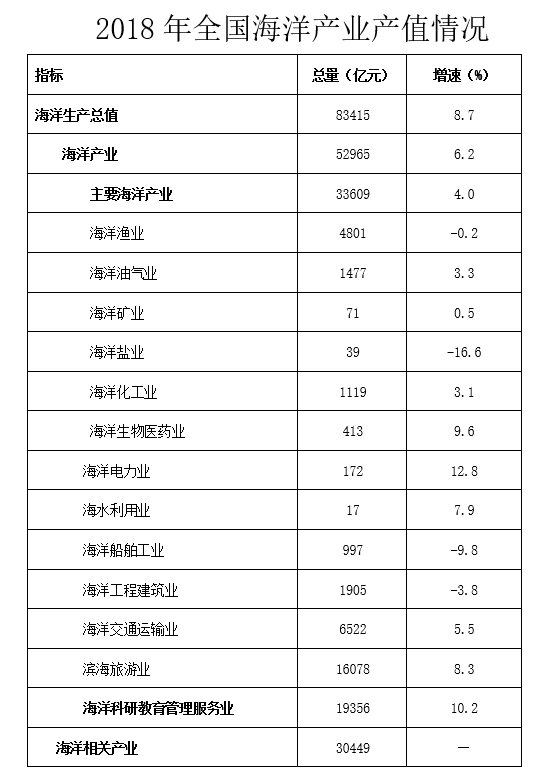 2018 年全国海洋产业产值情况
指标 总量（亿元） 增速（%）
海洋生产总值 83415 8.7
海洋产业 52965 6.2
主要海洋产业 33609 4.0
海洋渔业 4801 -0.2
海洋油气业 1477 3.3
海洋矿业 71 0.5
海洋盐业 39 -16.6
海洋化工业 1119 3.1
海洋生物医药业 413 9.6
海洋电力业 172 12.8
海水利用业 17 7.9
海洋船舶工业 997 -9.8
海洋工程建筑业 1905 -3.8
海洋交通运输业 6522 5.5
滨海旅游业 16078 8.3
海洋科研教育管理服务业 19356 10.2
海洋相关产业 30449 —